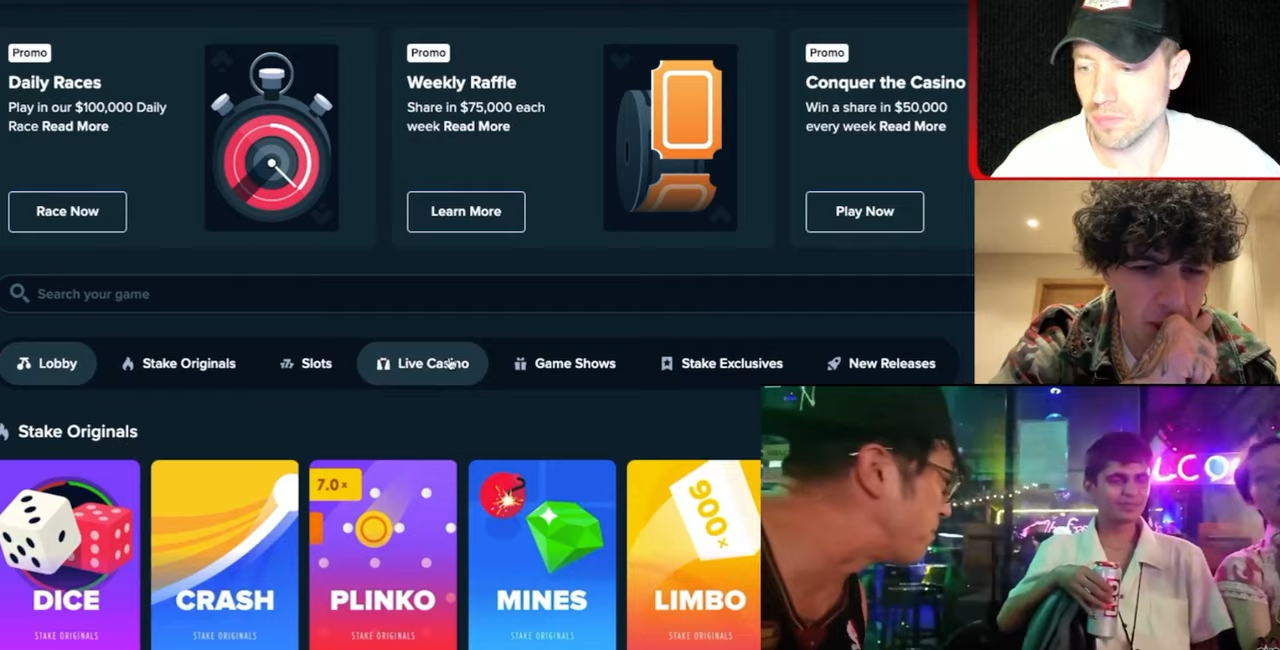 Promo
Daily Races
Play in our $100,000 Daily
Race Read More
Race Now
Promo
Weekly Raffle
Share in $75,000 each
week Read More
Learn More
Promo
Conquer the Casino
Win a share in $50,000
every week Read More
Play Now
Search your game
Lobby
Stake Originals
Slots
Live Casino
Game Shows
Stake Exclusives
New Releases
Stake Originals
DICE
STAKE ORIGINALS
CRASH
STAKE ORIGINALS
7.0×
PLINKO
STAKE ORIGINALS
MINES
STAKE ORIGINALS
900×
LIMBO
STAKE ORIGINALS